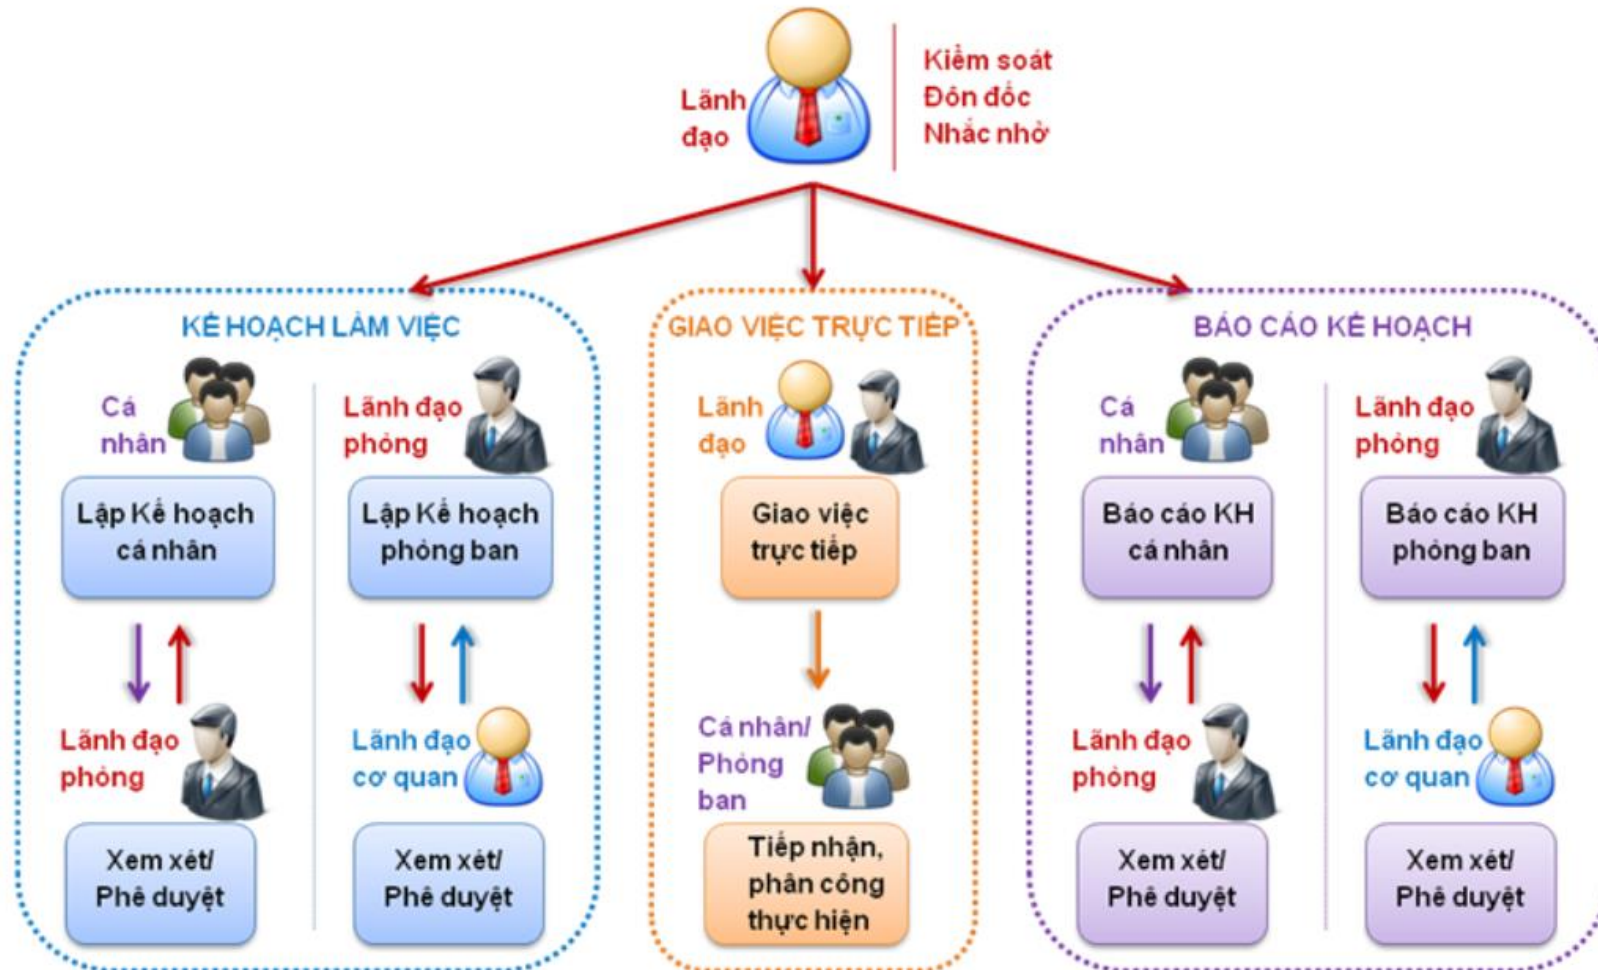 Lãnh
đạo
Kiểm soát
Đôn đốc
Nhắc nhở
KẾ HOẠCH LÀM VIỆC
Cá
nhân
Lãnh đạo
phòng
Lập Kế hoạch
cá nhân
Lập Kế hoạch
phòng ban
Lãnh đạo
phòng
Lãnh đạo
cơ quan
Xem xét/
Phê duyệt
Xem xét/
Phê duyệt
GIAO VIỆC TRỰC TIẾP
Lãnh
đạo
Giao việc
trực tiếp
Cá nhân/
Phòng
ban
Tiếp nhận,
phân công
thực hiện
BÁO CÁO KẾ HOẠCH
Cá
nhân
Lãnh đạo
phòng
Báo cáo KH
cá nhân
Báo cáo KH
phòng ban
Lãnh đạo
phòng
Lãnh đạo
cơ quan
Xem xét/
Phê duyệt
Xem xét/
Phê duyệt